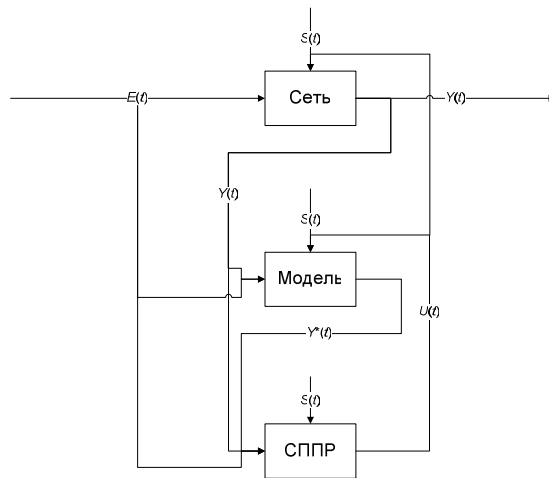 S(t)
E(t)
Сеть
Y(t)
Y(t)
S(t)
Модель
U(t)
Y*(t)
S(t)
СППР